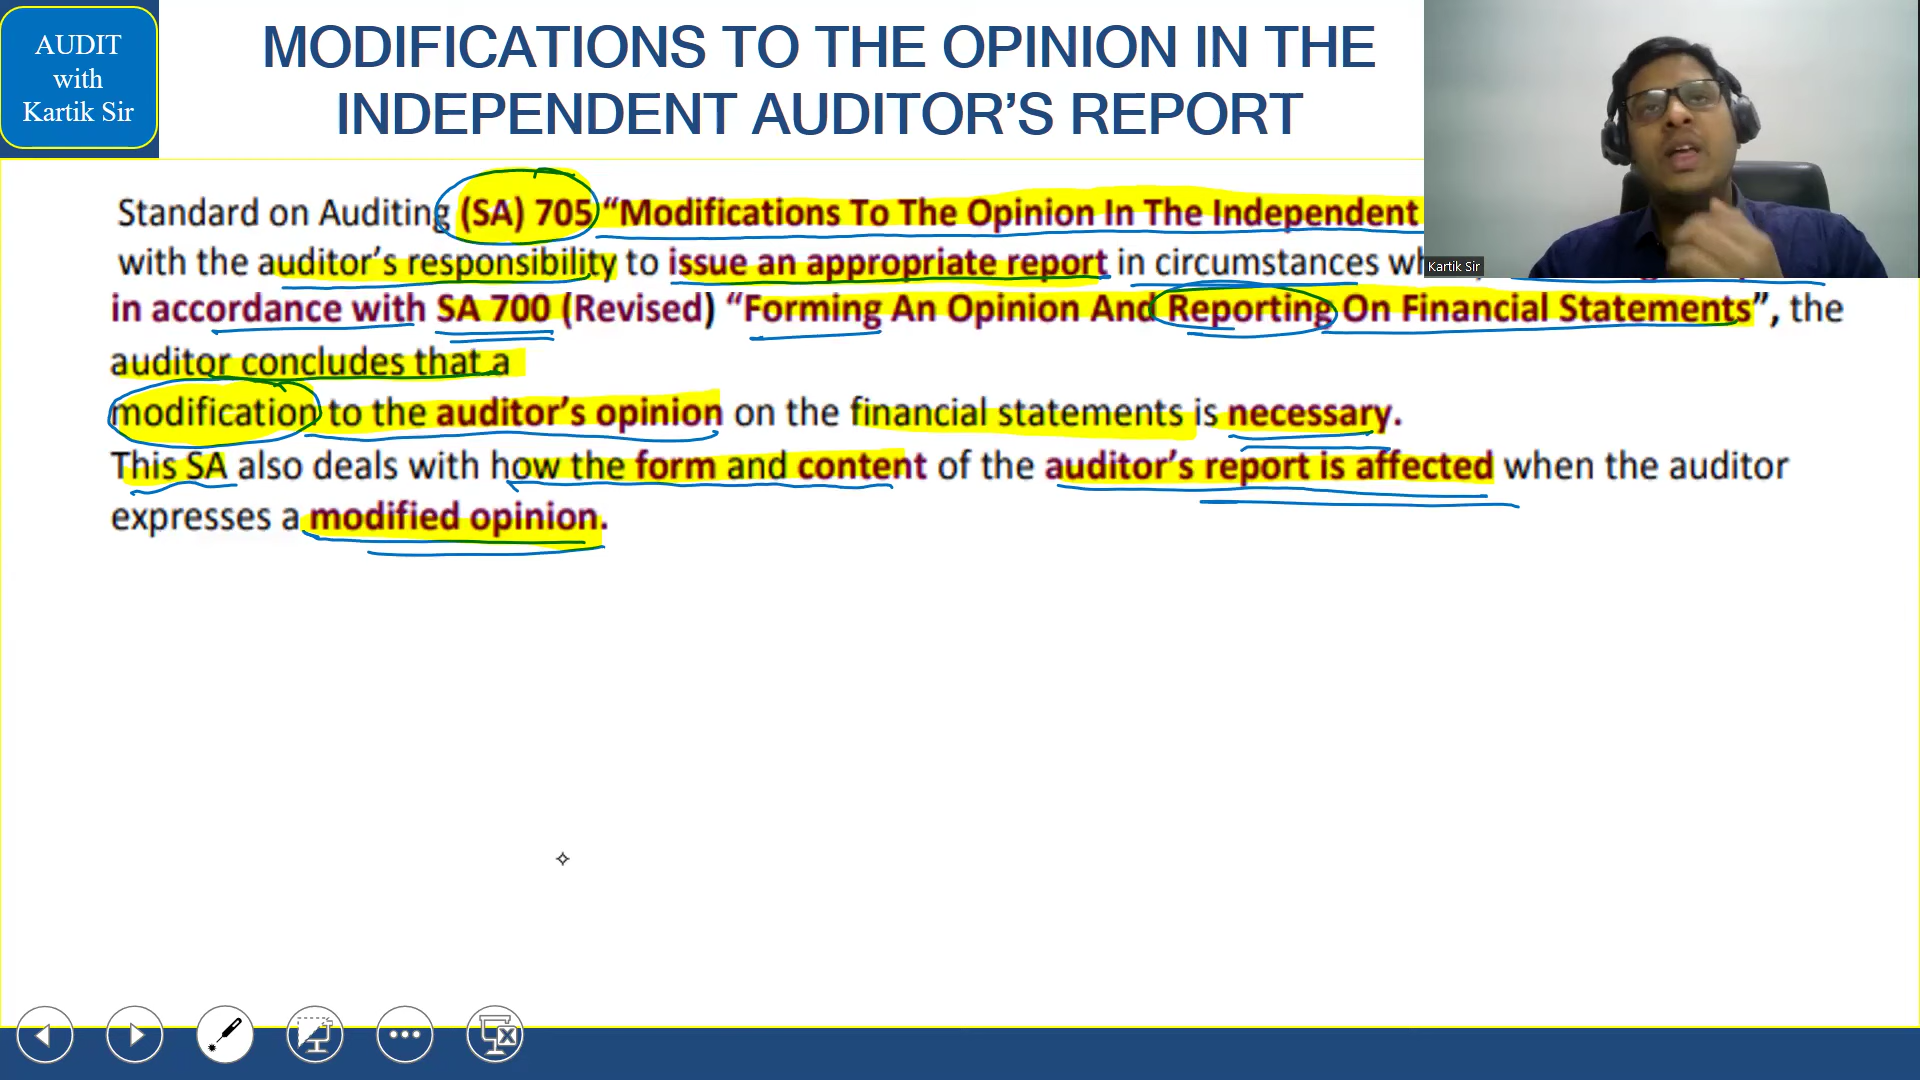 AUDIT
with
Kartik Sir
MODIFICATIONS TO THE OPINION IN THE
INDEPENDENT AUDITOR’S REPORT
Standard on Auditing (SA) 705 “Modifications To The Opinion In The Independent
with the auditor’s responsibility to issue an appropriate report in circumstances
in accordance with SA 700 (Revised) “Forming An Opinion And Reporting On Financial Statements”, the
auditor concludes that a
modification to the auditor’s opinion on the financial statements is necessary.
This SA also deals with how the form and content of the auditor’s report is affected when the auditor
expresses a modified opinion.
Kartik Sir